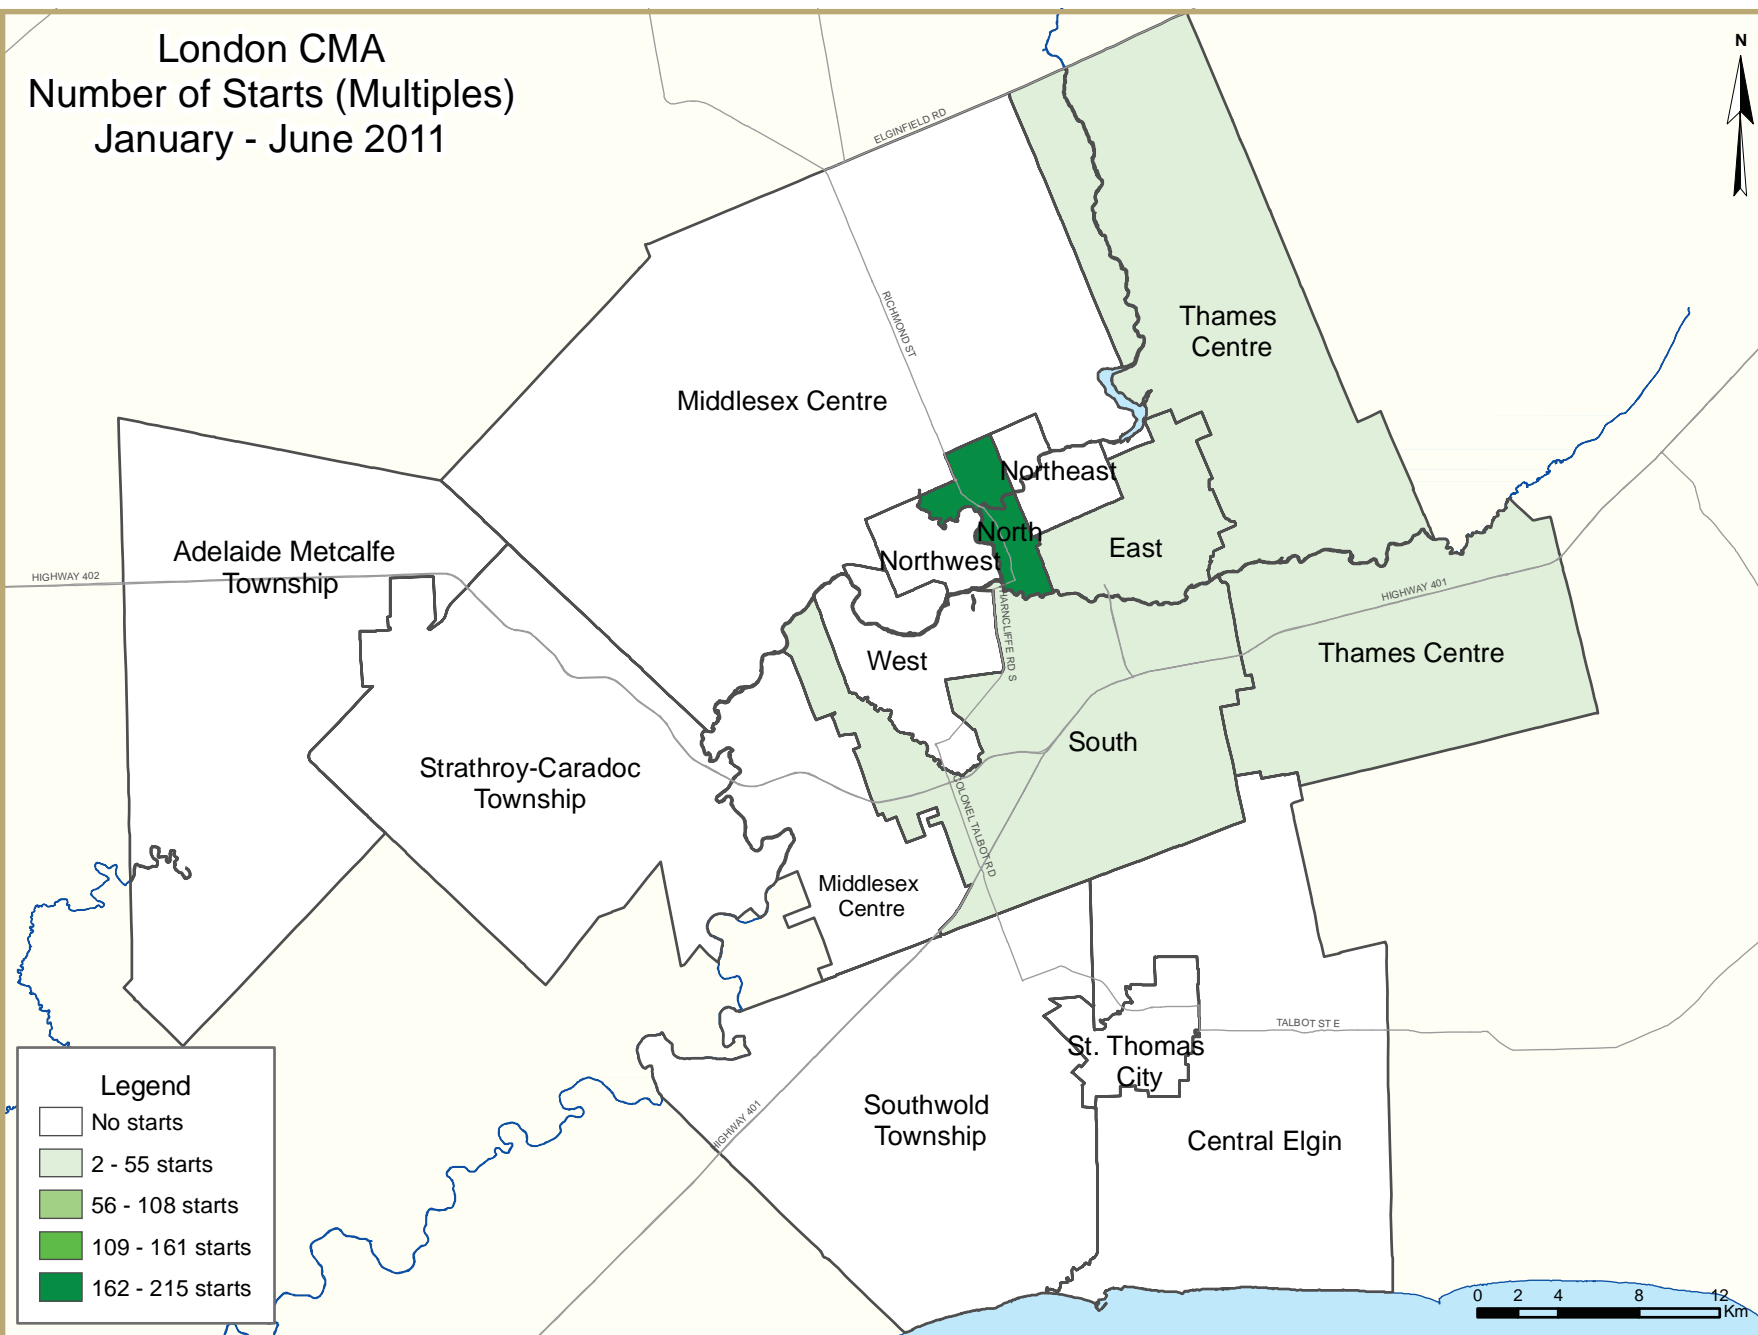 London CMA
Number of Starts (Multiples)
January - June 2011
N
ELGINFIELD RD
RICHMOND ST
Thames
Centre
Middlesex Centre
Northeast
North
East
Northwest
Adelaide Metcalfe
Township
HIGHWAY 402
HIGHWAY 401
WHARNCLIFFE RD S
West
Thames Centre
South
Strathroy-Caradoc
Township
COLONEL TALBOT RD
Middlesex
Centre
TALBOT ST E
St. Thomas
City
Southwold
Township
HIGHWAY 401
Central Elgin
Legend
No starts
2 - 55 starts
56 - 108 starts
109 - 161 starts
162 - 215 starts
0 2 4 8 12
Km